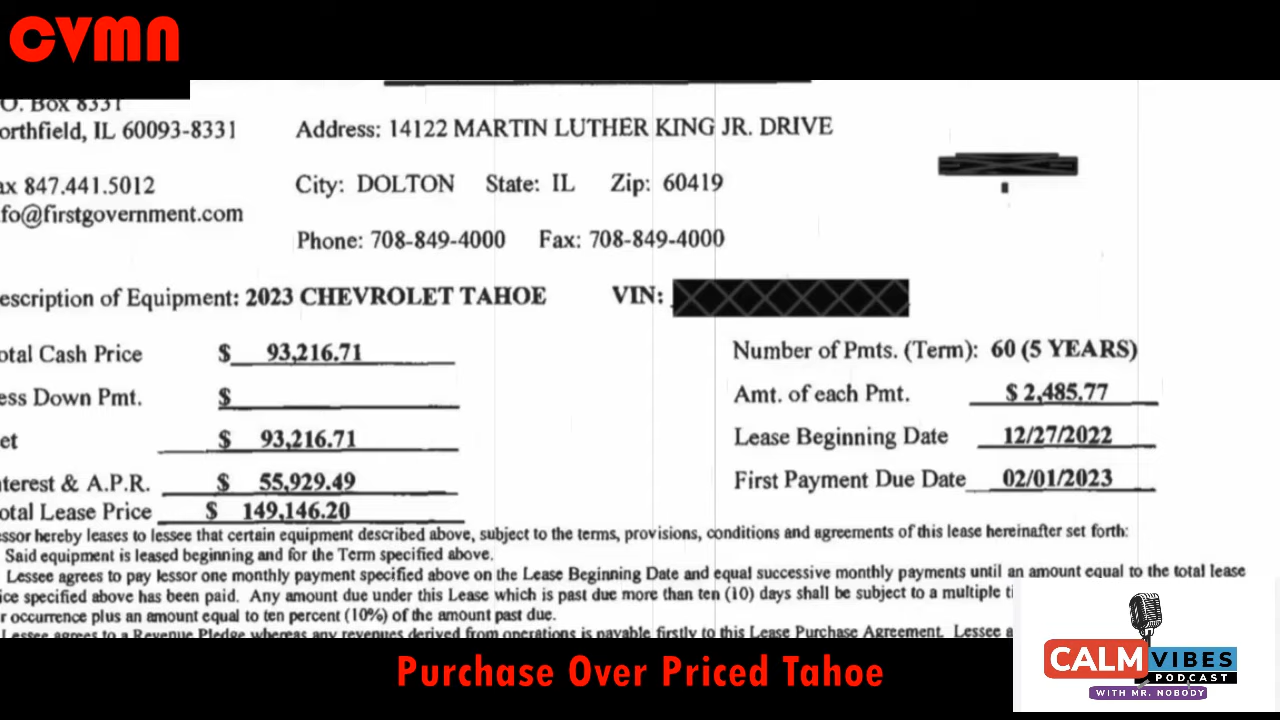 CVMN
O. Box 8331
orthfield, IL 60093-8331
Address: 14122 MARTIN LUTHER KING JR. DRIVE
ax 847.441.5012
City: DOLTON State: IL Zip: 60419
nfo@firstgovernment.com
Phone: 708-849-4000 Fax: 708-849-4000
escription of Equipment: 2023 CHEVROLET TAHOE VIN:
otal Cash Price $ 93,216.71
Number of Pmts. (Term): 60 (5 YEARS)
ess Down Pmt. $
Amt. of each Pmt. $ 2,485.77
et $ 93,216.71
Lease Beginning Date 12/27/2022
nterest & A.P.R. $ 55,929.49
First Payment Due Date 02/01/2023
otal Lease Price $ 149,146.20
essor hereby leases to lessee that certain equipment described above, subject to the terms, provisions, conditions and agreements of this lease hereinafter set forth:
Said equipment is leased beginning and for the Term specified above.
Lessee agrees to pay lessor one monthly payment specified above on the Lease Beginning Date and equal successive monthly payments until an amount equal to the total lease
ice specified above has been paid. Any amount due under this Lease which is past due more than ten (10) days shall be subject to a multiple t
r occurrence plus an amount equal to ten percent (10%) of the amount past due.
Lessee agrees to a Revenue Pledge whereas any revenues derived from operations is payable firstly to this Lease Purchase Agreement. Lessee a
Purchase Over Priced Tahoe
CALM VIBES
PODCAST
WITH MR. NOBODY